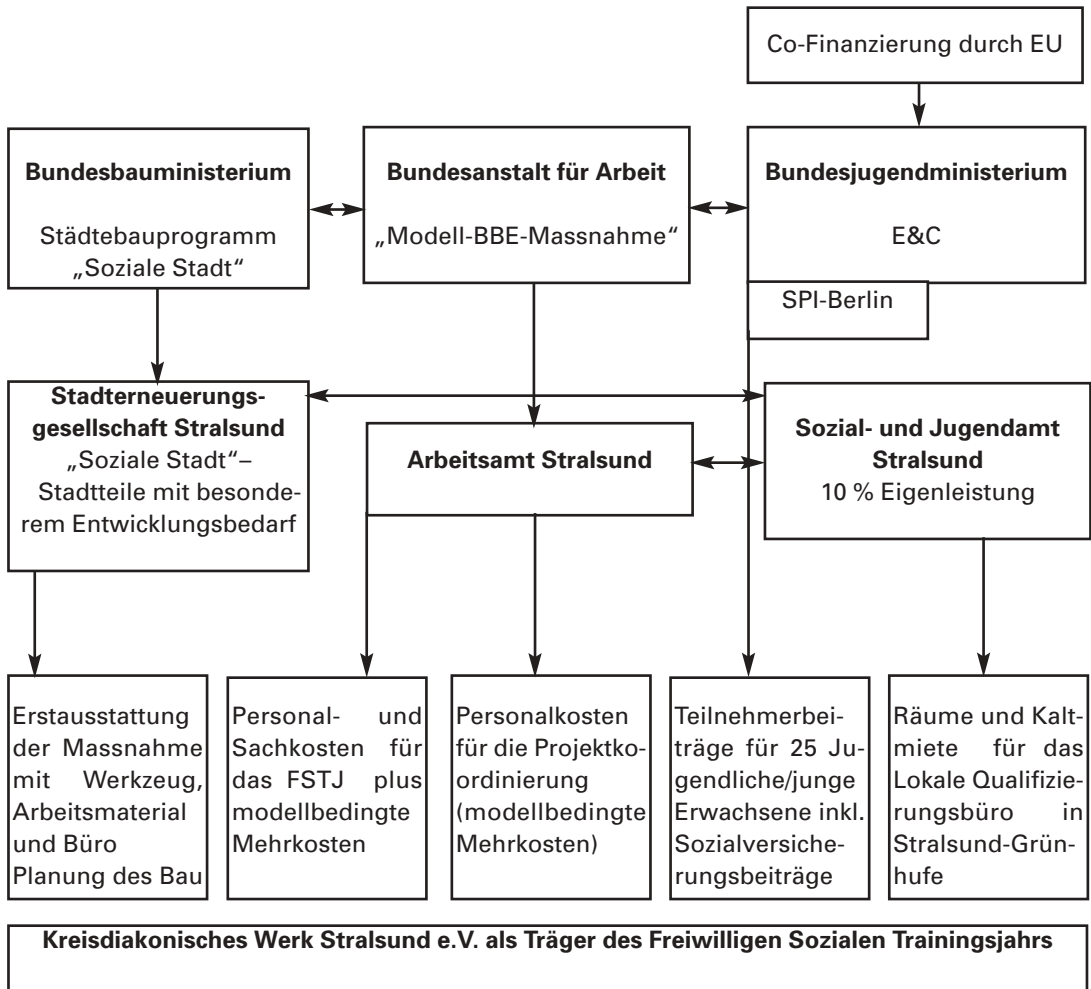 Co-Finanzierung durch EU
Bundesbauministerium
Städtebauprogramm
„Soziale Stadt“
Bundesanstalt für Arbeit
„Modell-BBE-Massnahme“
Bundesjugendministerium
E&C
SPI-Berlin
Stadterneuerungs-
gesellschaft Stralsund
„Soziale Stadt“–
Stadtteile mit besonde-
rem Entwicklungsbedarf
Arbeitsamt Stralsund
Sozial- und Jugendamt
Stralsund
10 % Eigenleistung
Erstausstattung
der Massnahme
mit Werkzeug,
Arbeitsmaterial
und Büro
Planung des Bau
Personal- und
Sachkosten für
das FSTJ plus
modellbedingte
Mehrkosten
Personalkosten
für die Projektko-
ordinierung
(modellbedingte
Mehrkosten)
Teilnehmerbei-
träge für 25 Ju-
gendliche/junge
Erwachsene inkl.
Sozialversiche-
rungsbeiträge
Räume und Kalt-
miete für das
Lokale Qualifizie-
rungsbüro in
Stralsund-Grün-
hufe
Kreisdiakonisches Werk Stralsund e.V. als Träger des Freiwilligen Sozialen Trainingsjahrs